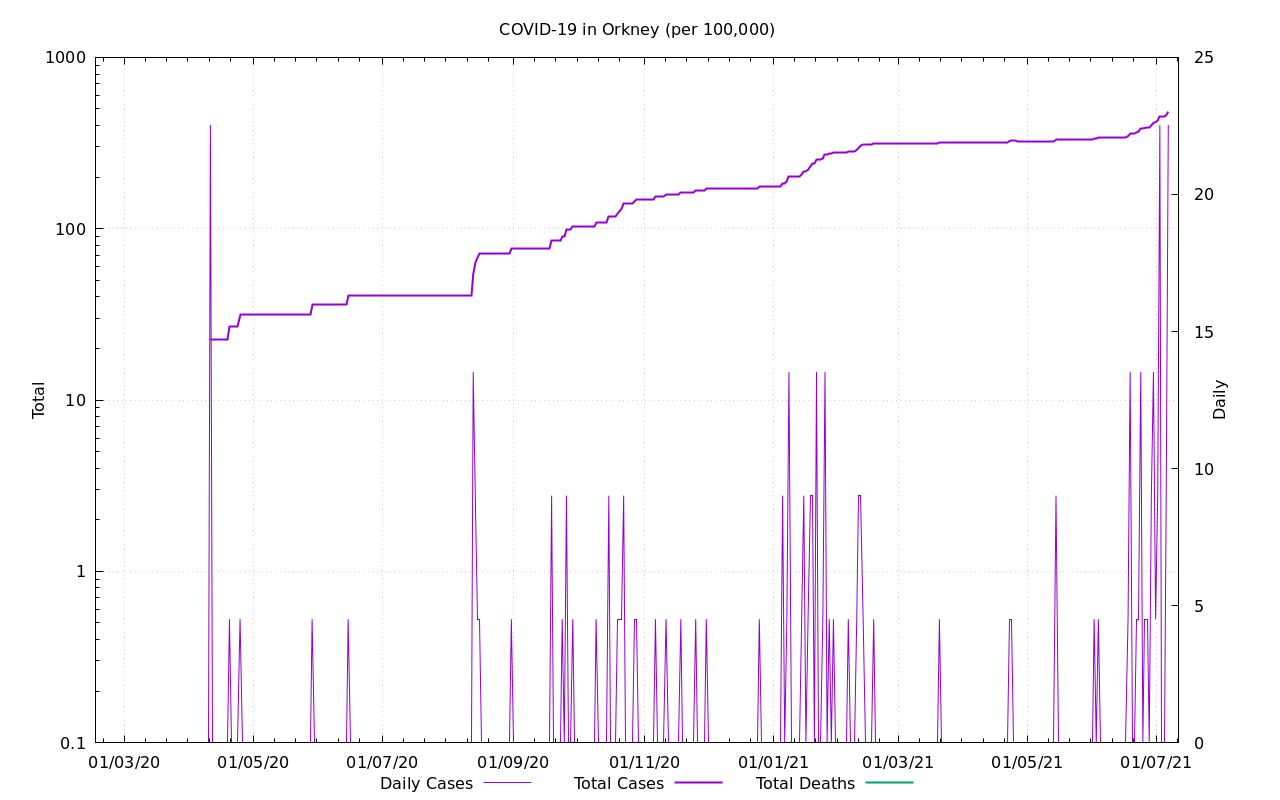 COVID-19 in Orkney (per 100,000)
1000
100
10
1
0.1
Total
25
20
15
10
5
0
Daily
01/03/20 01/05/20 01/07/20 01/09/20 01/11/20 01/01/21 01/03/21 01/05/21 01/07/21
Daily Cases Total Cases Total Deaths